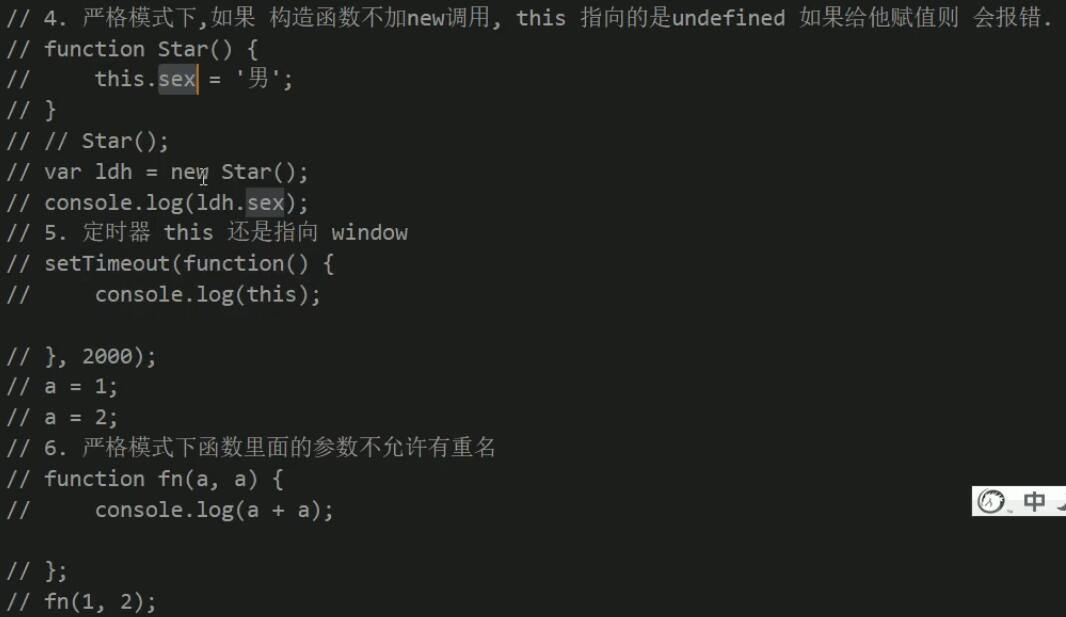 // 4. 严格模式下,如果 构造函数不加new调用, this 指向的是undefined 如果给他赋值则 会报错.
// function Star() {
//     this.sex = '男';
// }
// // Star();
// var ldh = new Star();
// console.log(ldh.sex);
// 5. 定时器 this 还是指向 window
// setTimeout(function() {
//     console.log(this);
// }, 2000);
// a = 1;
// a = 2;
// 6. 严格模式下函数里面的参数不允许有重名
// function fn(a, a) {
//     console.log(a + a);
中
// };
// fn(1, 2);